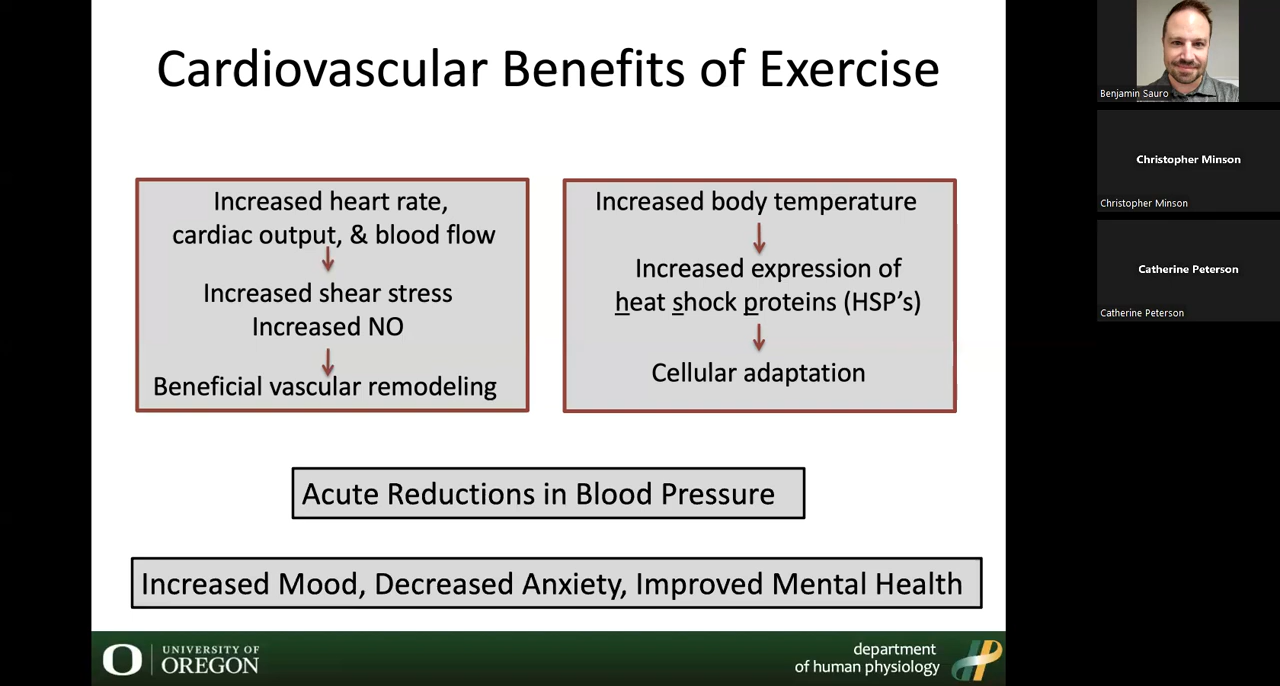 Cardiovascular Benefits of Exercise
Increased heart rate,
cardiac output, & blood flow
Increased shear stress
Increased NO
Beneficial vascular remodeling
Increased body temperature
Increased expression of
heat shock proteins (HSP's)
Cellular adaptation
Acute Reductions in Blood Pressure
Increased Mood, Decreased Anxiety, Improved Mental Health
UNIVERSITY OF
OREGON
department
of human physiology
Benjamin Sauro
Christopher Minson
Christopher Minson
Catherine Peterson
Catherine Peterson